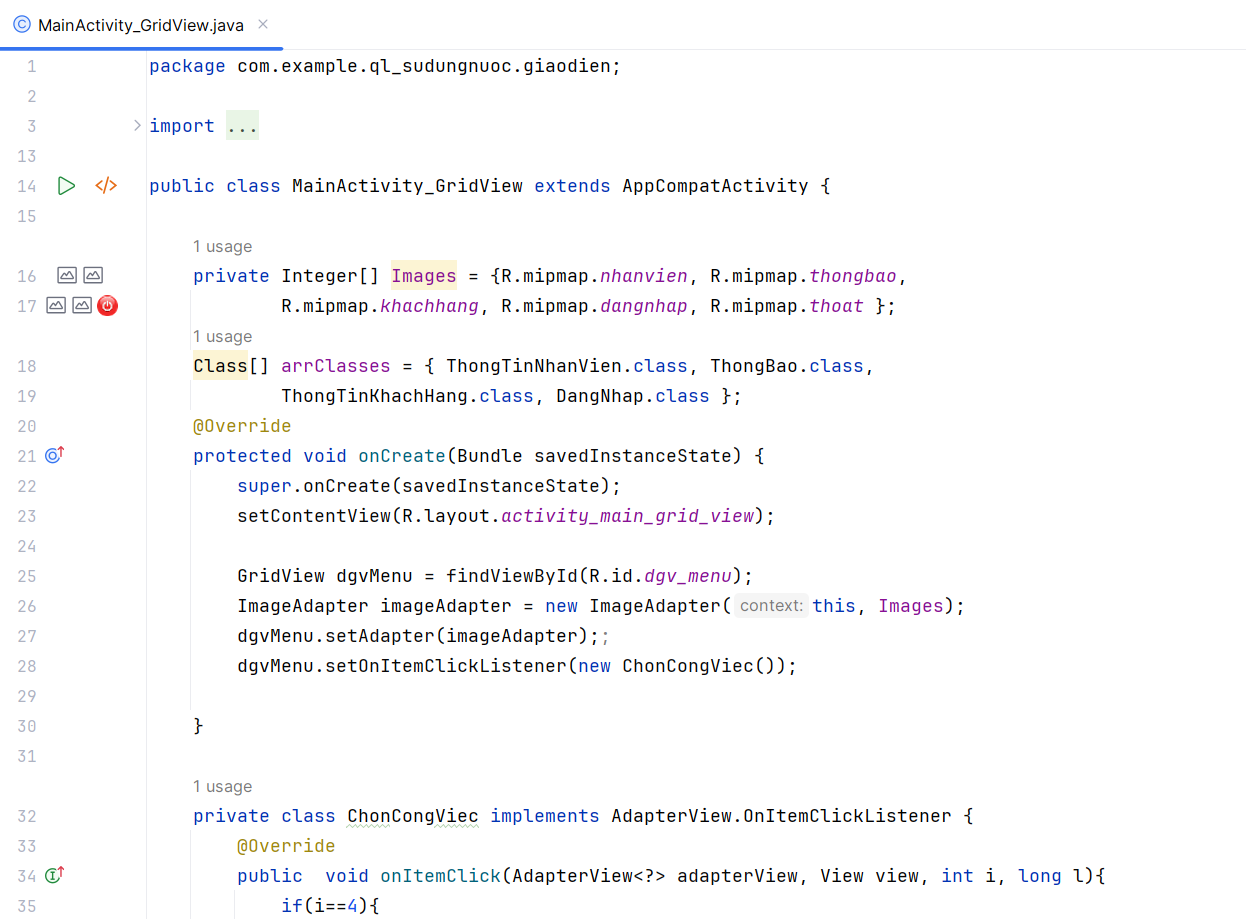 MainActivity_GridView.java
1 package com.example.ql_sudungnuoc.giaodien;
2
3 import ...
13
14 public class MainActivity_GridView extends AppCompatActivity {
15
1 usage
16 private Integer[] Images = {R.mipmap.nhanvien, R.mipmap.thongbao,
17 R.mipmap.khachhang, R.mipmap.dangnhap, R.mipmap.thoat };
1 usage
18 Class[] arrClasses = { ThongTinNhanVien.class, ThongBao.class,
19 ThongTinKhachHang.class, DangNhap.class };
20 @Override
21 protected void onCreate(Bundle savedInstanceState) {
22 super.onCreate(savedInstanceState);
23 setContentView(R.layout.activity_main_grid_view);
24
25 GridView dgvMenu = findViewById(R.id.dgv_menu);
26 ImageAdapter imageAdapter = new ImageAdapter( context: this, Images);
27 dgvMenu.setAdapter(imageAdapter);;
28 dgvMenu.setOnItemClickListener(new ChonCongViec());
29
30 }
31
1 usage
32 private class ChonCongViec implements AdapterView.OnItemClickListener {
33 @Override
34 public  void onItemClick(AdapterView<?> adapterView, View view, int i, long l){
35 if(i==4){